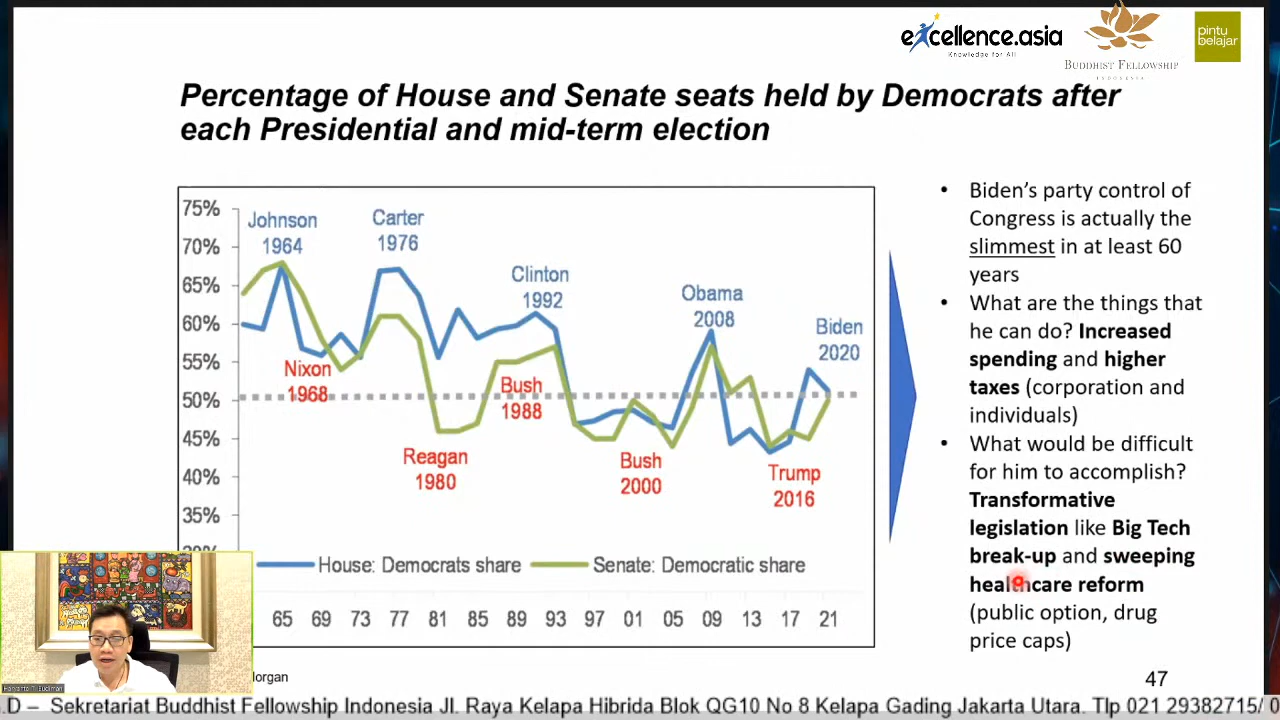 excellence.asia
Knowledge for All
BUDDHIST FELLOWSHIP
INDONESIA
pintu
belajar
Percentage of House and Senate seats held by Democrats after
each Presidential and mid-term election
75%
70%
65%
60%
55%
50%
45%
40%
35%
Johnson
1964
Carter
1976
Clinton
1992
Obama
2008
Biden
2020
Nixon
1968
Bush
1988
Reagan
1980
Bush
2000
Trump
2016
House: Democrats share
Senate: Democratic share
65 69 73 77 81 85 89 93 97 01 05 09 13 17 21
• Biden's party control of
Congress is actually the
slimmest in at least 60
years
• What are the things that
he can do? Increased
spending and higher
taxes (corporation and
individuals)
• What would be difficult
for him to accomplish?
Transformative
legislation like Big Tech
break-up and sweeping
healthcare reform
(public option, drug
price caps)
lorgan
47
Haryanto T. Budiman
.D – Sekretariat Buddhist Fellowship Indonesia Jl. Raya Kelapa Hibrida Blok QG10 No 8 Kelapa Gading Jakarta Utara. Tlp 021 29382715/ 0